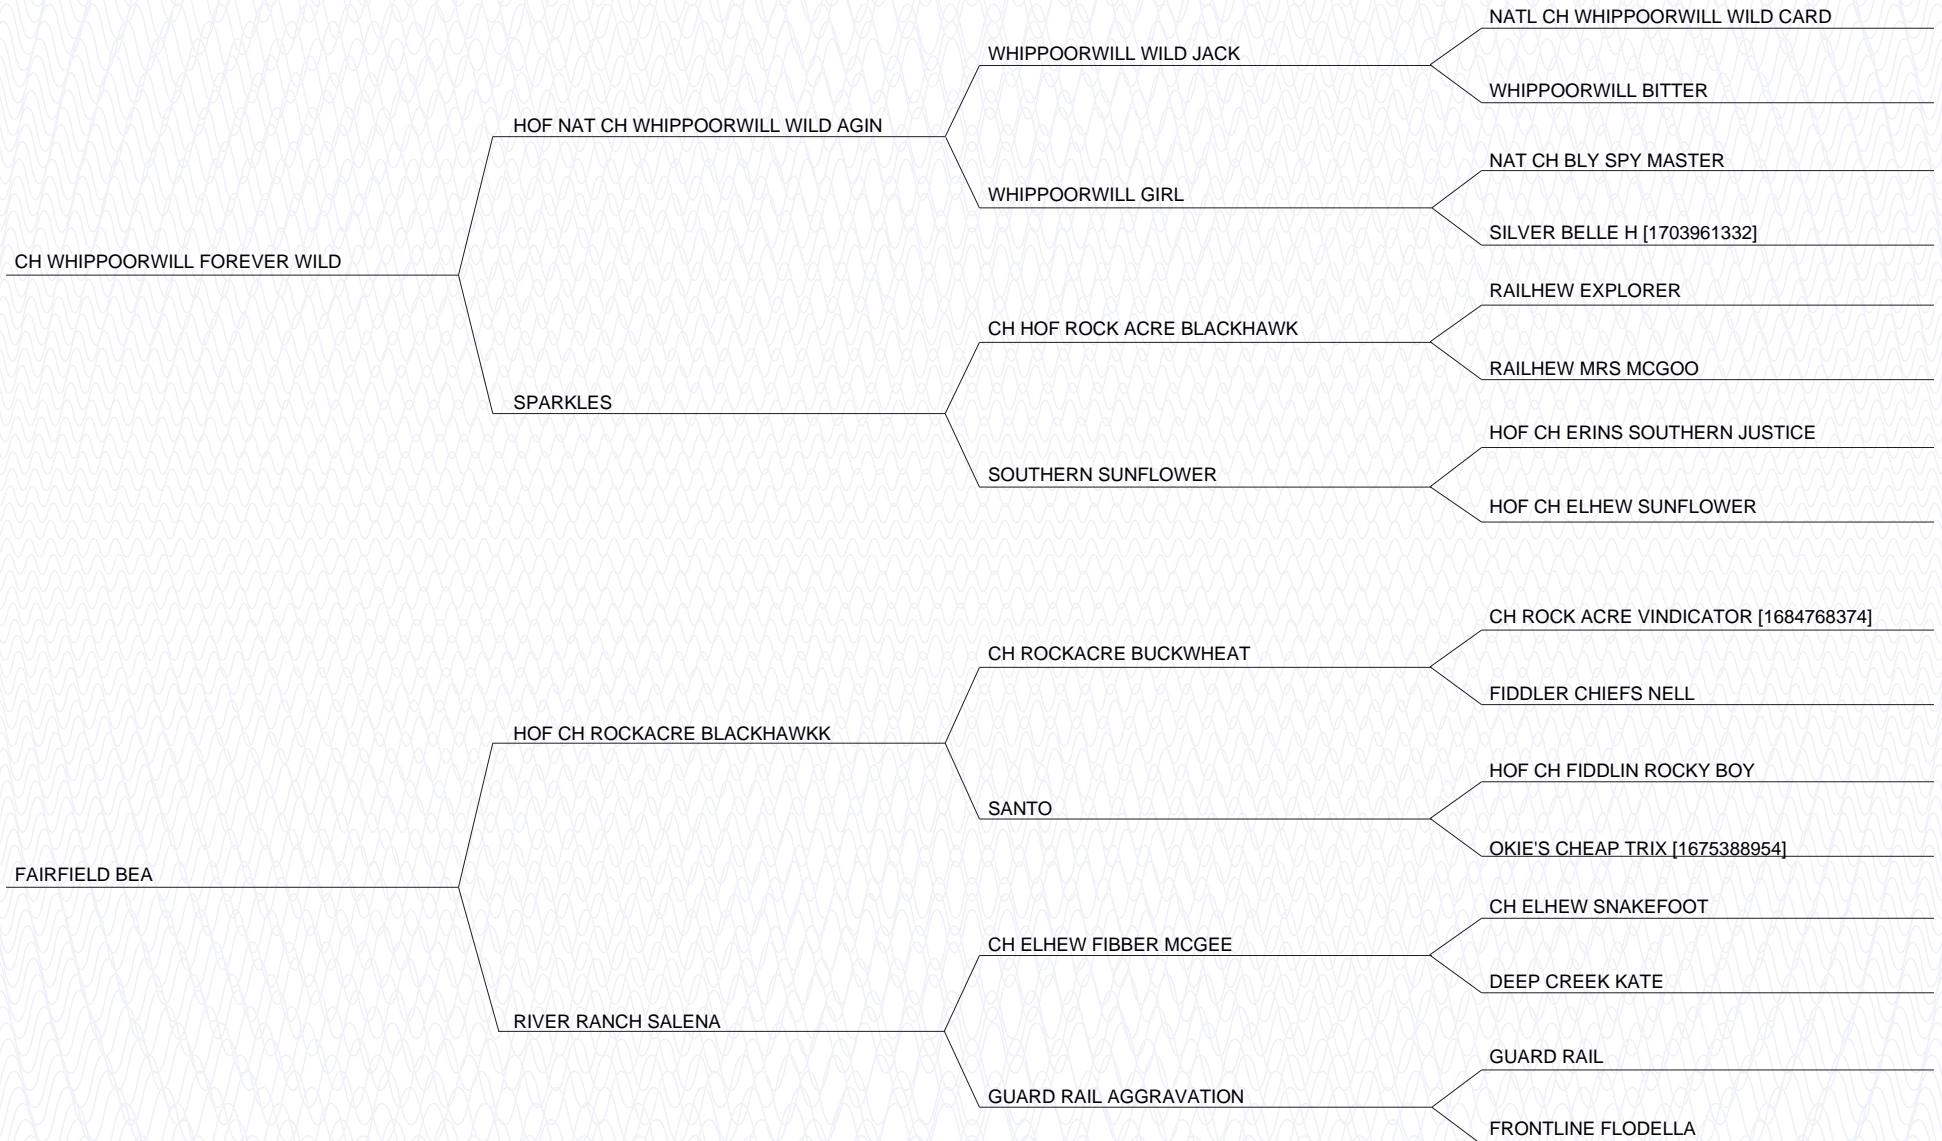 NATL CH WHIPPOORWILL WILD CARD
WHIPPOORWILL WILD JACK
WHIPPOORWILL BITTER
HOF NAT CH WHIPPOORWILL WILD AGIN
NAT CH BLY SPY MASTER
WHIPPOORWILL GIRL
SILVER BELLE H [1703961332]
CH WHIPPOORWILL FOREVER WILD
RAILHEW EXPLORER
CH HOF ROCK ACRE BLACKHAWK
RAILHEW MRS MCGOO
SPARKLES
HOF CH ERINS SOUTHERN JUSTICE
SOUTHERN SUNFLOWER
HOF CH ELHEW SUNFLOWER
CH ROCK ACRE VINDICATOR [1684768374]
CH ROCKACRE BUCKWHEAT
FIDDLER CHIEFS NELL
HOF CH ROCKACRE BLACKHAWKK
HOF CH FIDDLIN ROCKY BOY
SANTO
OKIE'S CHEAP TRIX [1675388954]
FAIRFIELD BEA
CH ELHEW SNAKEFOOT
CH ELHEW FIBBER MCGEE
DEEP CREEK KATE
RIVER RANCH SALENA
GUARD RAIL
GUARD RAIL AGGRAVATION
FRONTLINE FLODELLA